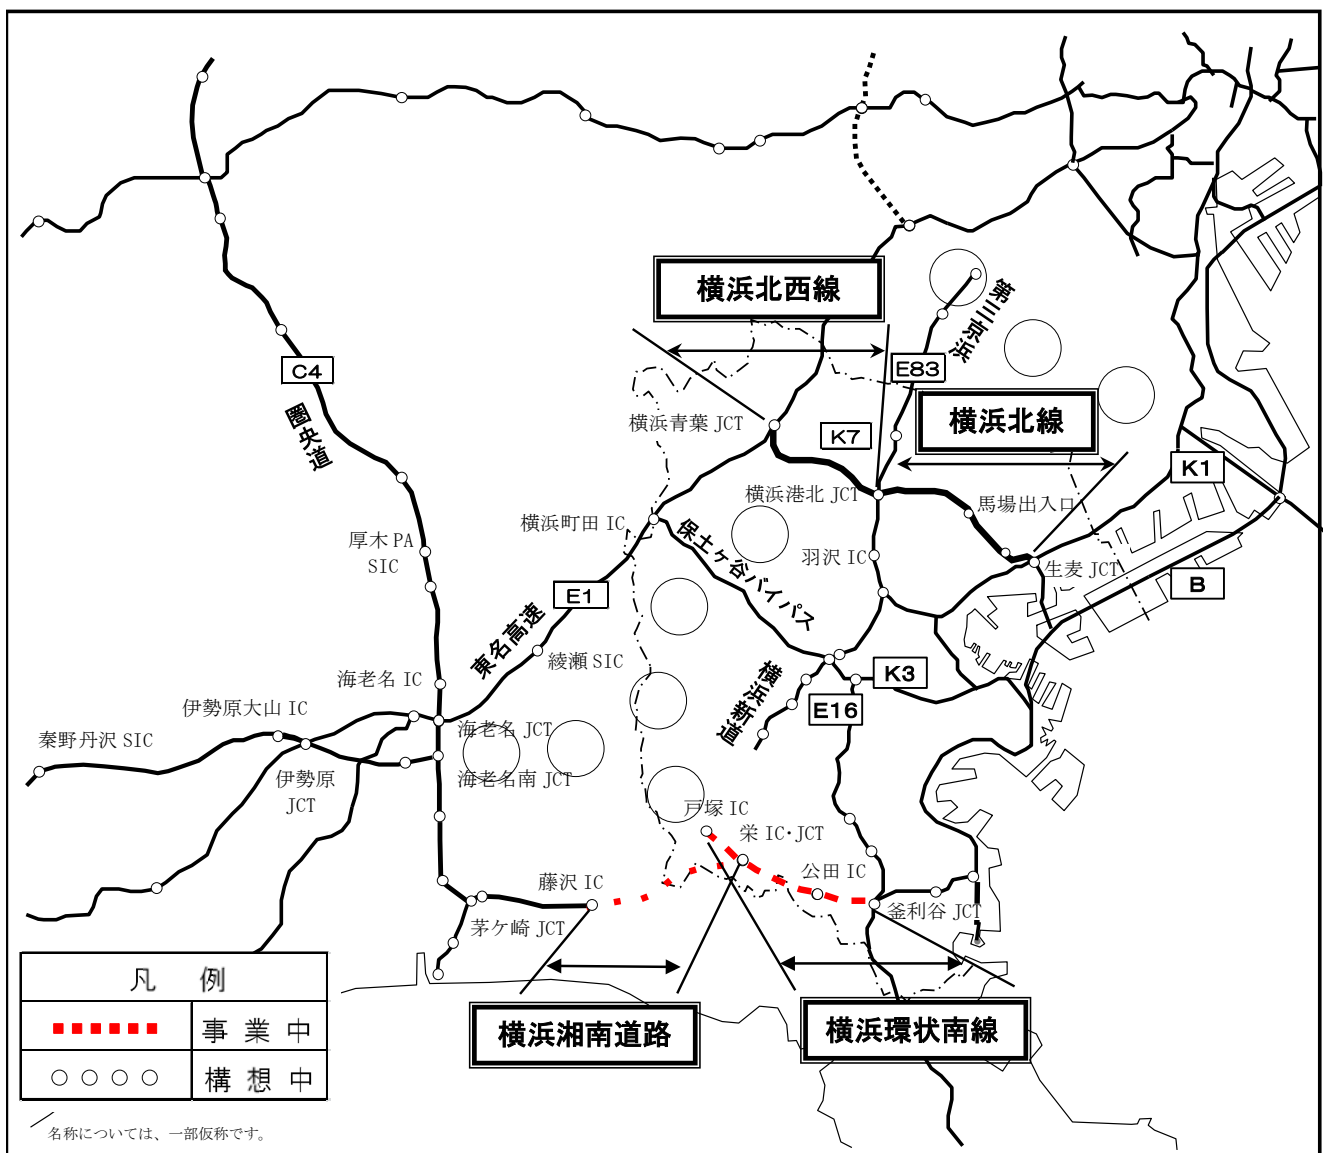 横浜北西線
第三京浜
E83
C4
圏央道
横浜北線
横浜青葉 JCT
K7
K1
横浜港北 JCT
馬場出入口
横浜町田 IC
保土ヶ谷バイパス
厚木 PA
SIC
羽沢 IC
生麦 JCT
B
E1
東名高速
綾瀬 SIC
横浜新道
K3
E16
海老名 IC
伊勢原大山 IC
海老名 JCT
秦野丹沢 SIC
伊勢原
JCT
海老名南 JCT
戸塚 IC
栄 IC・JCT
公田 IC
藤沢 IC
釜利谷 JCT
茅ケ崎 JCT
横浜湘南道路
横浜環状南線
凡 例
事 業 中
構 想 中
名称については、一部仮称です。